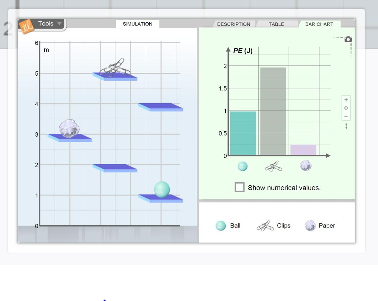 Tools
SIMULATION
DESCRIPTION
TABLE
BAR CHART
m
6
5
4
3
2
1
0
PE (J)
2
1.5
1
0.5
0
Show numerical values.
Ball
Clips
Paper